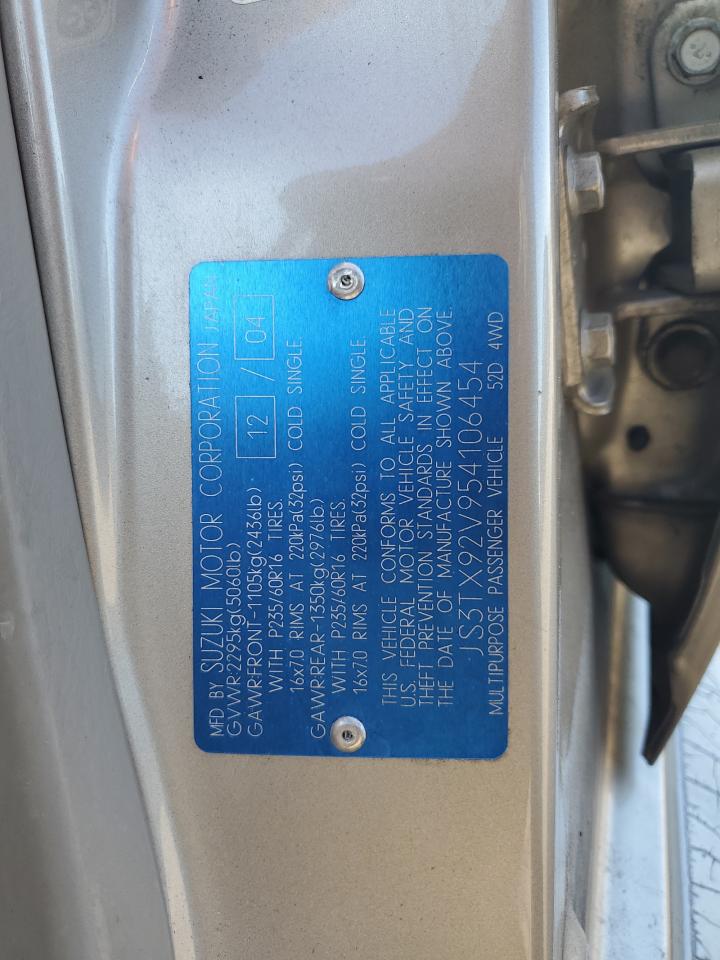 MFD BY SUZUKI MOTOR CORPORATION JAPAN
GVWR:2295kg(5060lb)
12 / 04
GAWR:FRONT-1105kg(2436lb)
WITH P235/60R16 TIRES.
16x7.0 RIMS AT 220kPa(32psi) COLD SINGLE.
GAWR:REAR-1350kg(2976lb)
WITH P235/60R16 TIRES.
16x7.0 RIMS AT 220kPa(32psi) COLD SINGLE.
THIS VEHICLE CONFORMS TO ALL APPLICABLE
U.S. FEDERAL MOTOR VEHICLE SAFETY AND
THEFT PREVENTION STANDARDS IN EFFECT ON
THE DATE OF MANUFACTURE SHOWN ABOVE.
JS3TX92V954106454
MULTIPURPOSE PASSENGER VEHICLE 52D 4WD